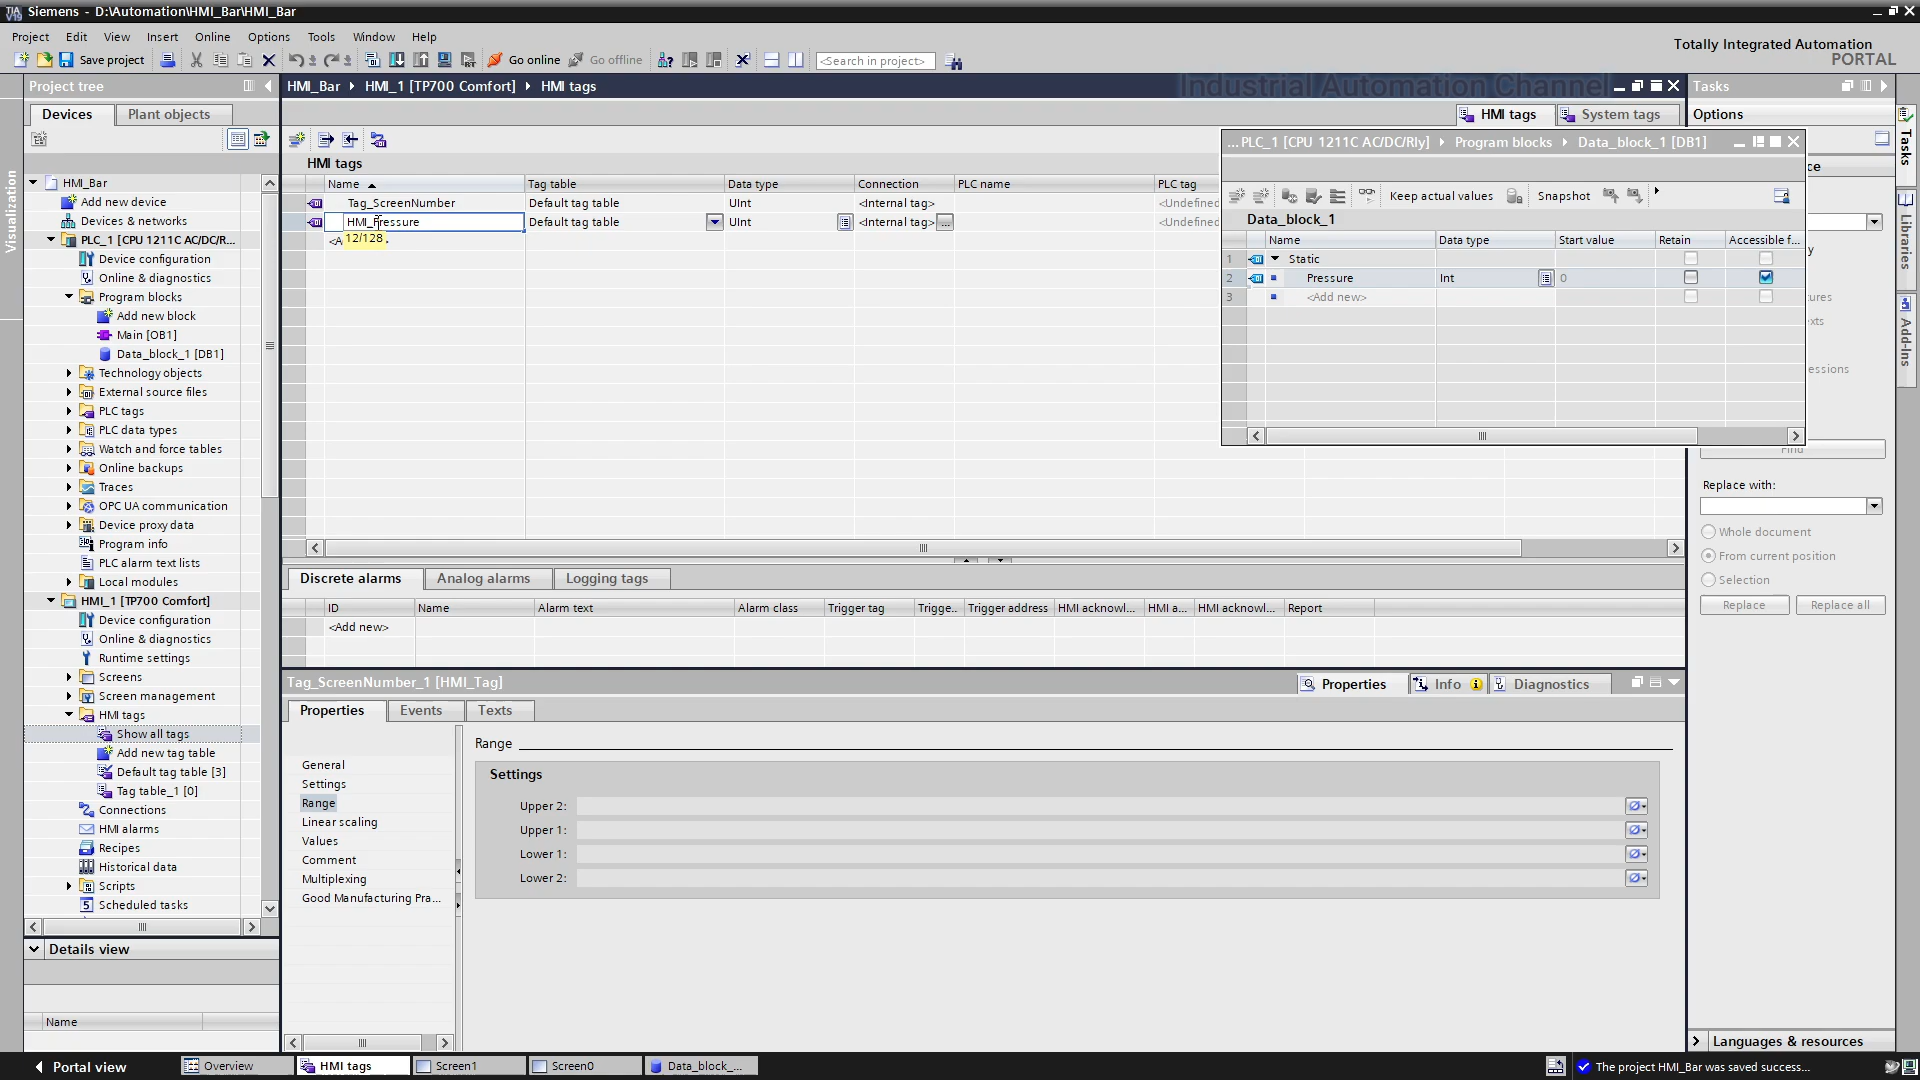 Siemens - D:\Automation\HMI_Bar\HMI_Bar
Project Edit View Insert Online Options Tools Window Help
Totally Integrated Automation
PORTAL
Save project
Go online
Go offline
<Search in project>
Project tree
HMI_Bar HMI_1 [TP700 Comfort] HMI tags
Industrial Automation Channel
Tasks
Devices
Plant objects
HMI tags
System tags
Options
Visualization
Tasks
Libraries
Add-Ins
HMI_Bar
Add new device
Devices & networks
PLC_1 [CPU 1211C AC/DC/R...
Device configuration
Online & diagnostics
Program blocks
Add new block
Main [OB1]
Data_block_1 [DB1]
Technology objects
External source files
PLC tags
PLC data types
Watch and force tables
Online backups
Traces
OPC UA communication
Device proxy data
Program info
PLC alarm text lists
Local modules
HMI_1 [TP700 Comfort]
Device configuration
Online & diagnostics
Runtime settings
Screens
Screen management
HMI tags
Show all tags
Add new tag table
Default tag table [3]
Tag table_1 [0]
Connections
HMI alarms
Recipes
Historical data
Scripts
Scheduled tasks
Details view
Name
HMI tags
Name Tag table Data type Connection PLC name PLC tag
Tag_ScreenNumber Default tag table UInt <Internal tag> <Undefined
HMI_Pressure Default tag table UInt <Internal tag> ... <Undefined
<A 12/128
...PLC_1 [CPU 1211C AC/DC/Rly] Program blocks Data_block_1 [DB1]
Keep actual values Snapshot
Data_block_1
Name Data type Start value Retain Accessible f...
1 Static
2 Pressure Int 0
3 <Add new>
Find
Replace with:
Whole document
From current position
Selection
Replace
Replace all
Discrete alarms Analog alarms Logging tags
ID Name Alarm text Alarm class Trigger tag Trigge.. Trigger address HMI acknowl... HMI a... HMI acknowl... Report
<Add new>
Tag_ScreenNumber_1 [HMI_Tag]
Properties Info Diagnostics
Properties Events Texts
General
Settings
Range
Linear scaling
Values
Comment
Multiplexing
Good Manufacturing Pra...
Range
Settings
Upper 2:
Upper 1:
Lower 1:
Lower 2:
Languages & resources
Portal view
Overview
HMI tags
Screen1
Screen0
Data_block_...
The project HMI_Bar was saved success...